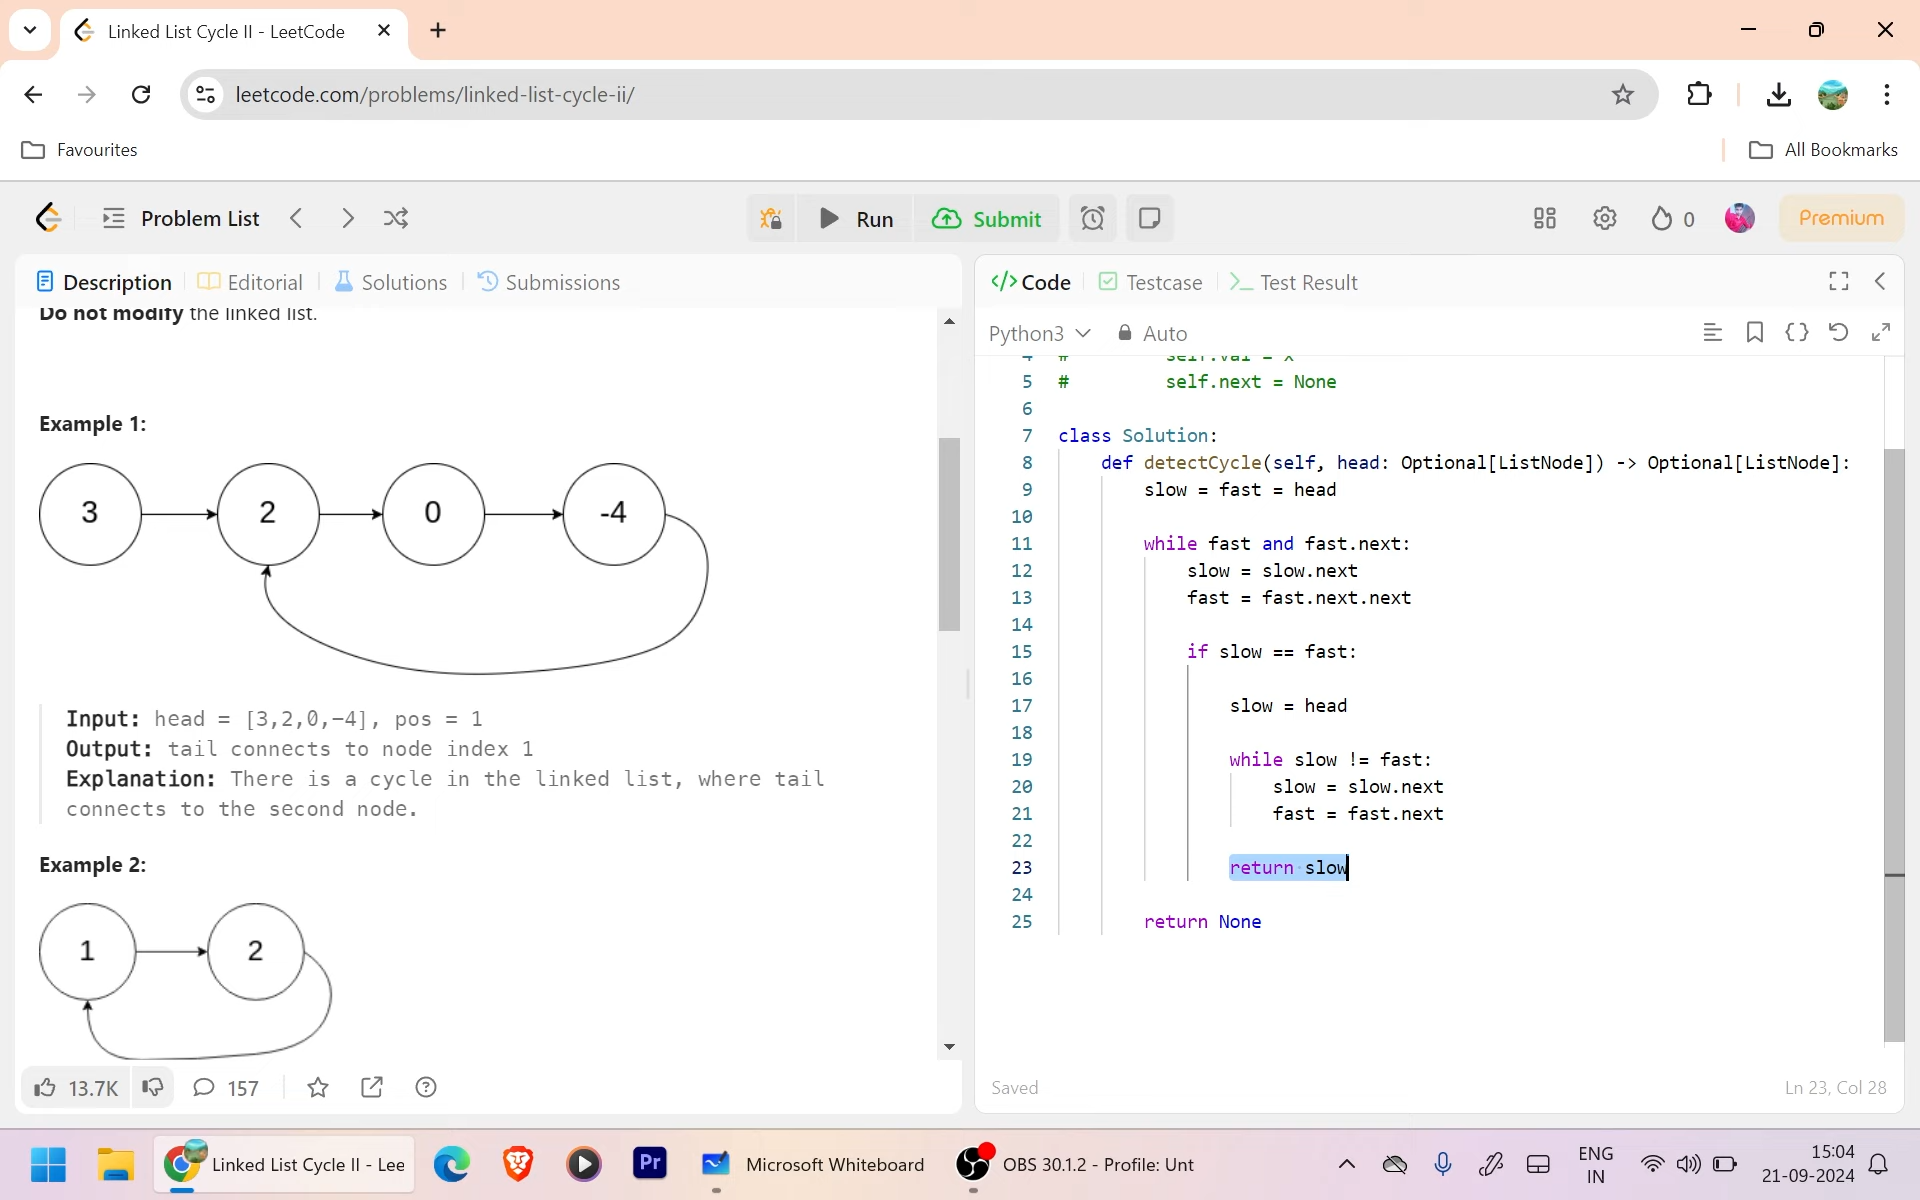 Linked List Cycle II - LeetCode
leetcode.com/problems/linked-list-cycle-ii/
Favourites
All Bookmarks
Problem List
Run
Submit
0
Premium
Description
Editorial
Solutions
Submissions
Do not modify the linked list.
Example 1:
3
2
0
-4
Input: head = [3,2,0,-4], pos = 1
Output: tail connects to node index 1
Explanation: There is a cycle in the linked list, where tail
connects to the second node.
Example 2:
1
2
13.7K
157
</> Code
Testcase
Test Result
Python3
Auto
4 # self.val = x
5 # self.next = None
6
7 class Solution:
8 def detectCycle(self, head: Optional[ListNode]) -> Optional[ListNode]:
9 slow = fast = head
10
11 while fast and fast.next:
12 slow = slow.next
13 fast = fast.next.next
14
15 if slow == fast:
16
17 slow = head
18
19 while slow != fast:
20 slow = slow.next
21 fast = fast.next
22
23 return slow
24
25 return None
Saved
Ln 23, Col 28
Linked List Cycle II - Lee
Pr
Microsoft Whiteboard
OBS 30.1.2 - Profile: Unt
ENG
IN
15:04
21-09-2024